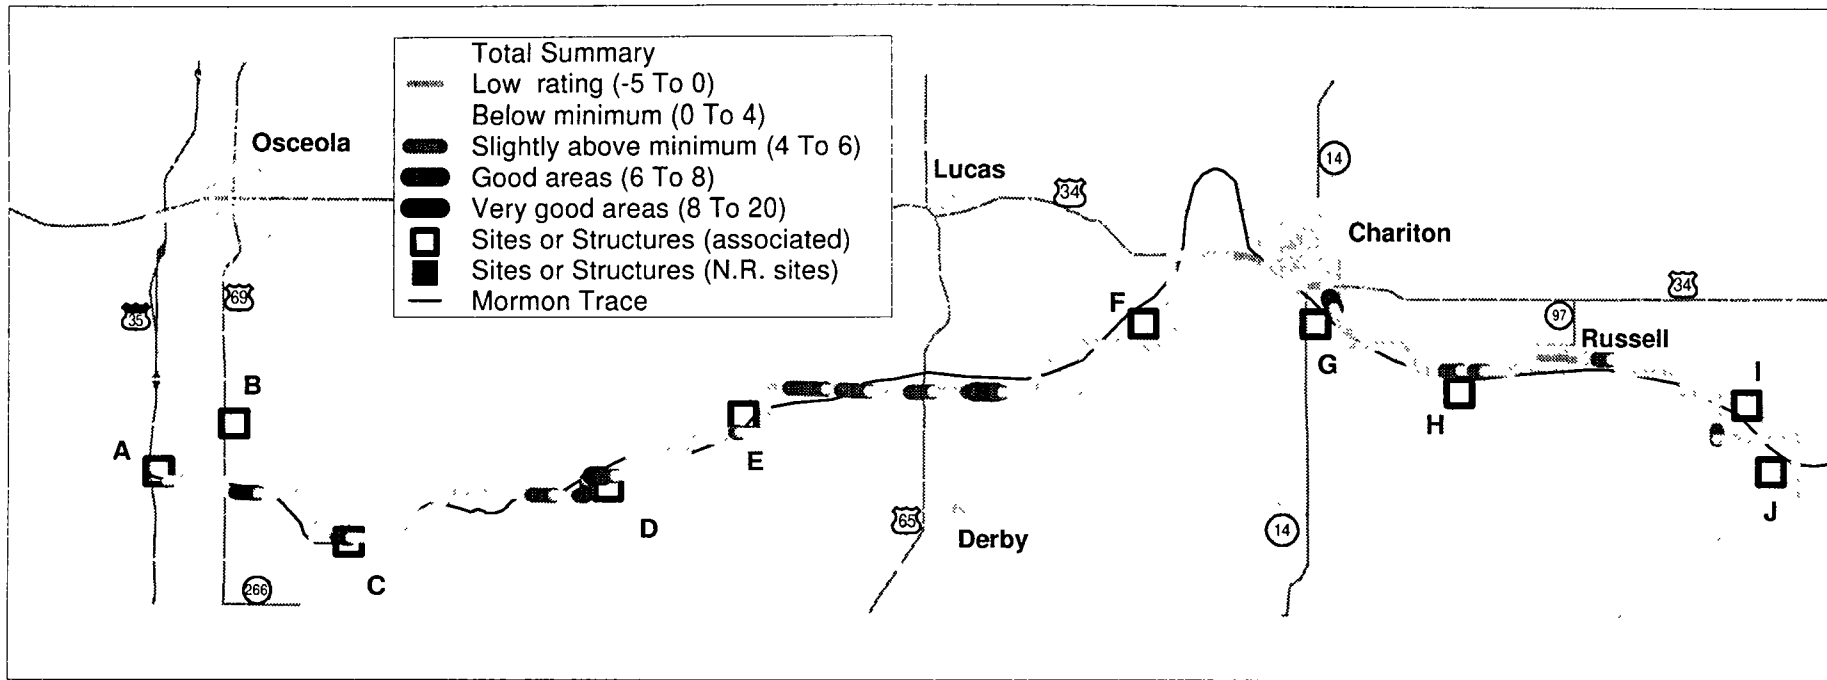 Total Summary
Low rating (-5 To 0)
Below minimum (0 To 4)
Slightly above minimum (4 To 6)
Good areas (6 To 8)
Very good areas (8 To 20)
Sites or Structures (associated)
Sites or Structures (N.R. sites)
Mormon Trace
Osceola
Lucas
34
14
Chariton
35
69
F
34
97
Russell
G
B
I
A
H
E
D
65
Derby
14
J
C
266